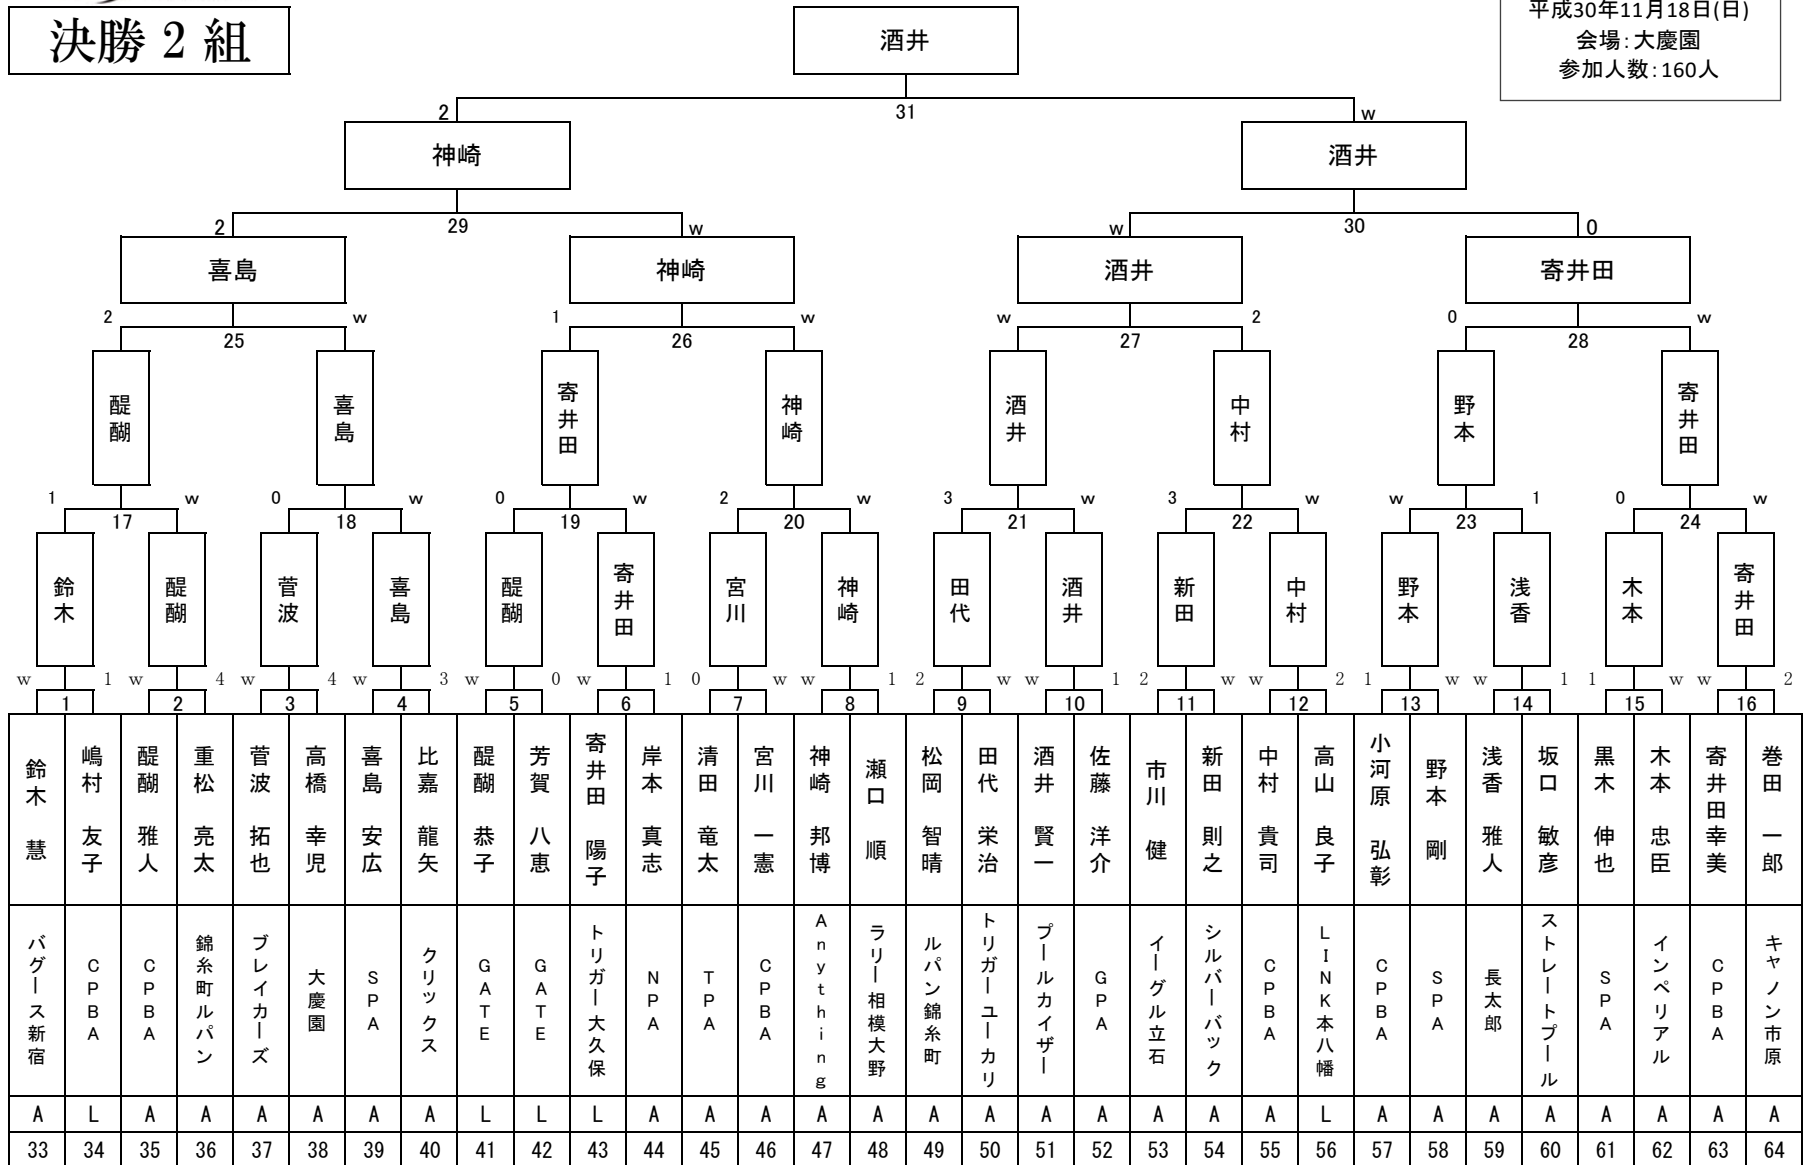 決勝 2 組
平成30年11月18日(日)
会場:大慶園
参加人数:160人
酒井
31
2 w
神崎 酒井
29 30
2 w w 0
喜島 神崎 酒井 寄井田
2 w 1 w w 2 0 w
25 26 27 28
醍醐 喜島 寄井田 神崎 酒井 中村 野本 寄井田
1 w 0 w 0 w 2 w 3 w 3 w w 1 0 w
17 18 19 20 21 22 23 24
鈴木 醍醐 菅波 喜島 醍醐 寄井田 宮川 神崎 田代 酒井 新田 中村 野本 浅香 木本 寄井田
w 1 w 4 w 4 w 3 w 0 w 1 0 w w 1 2 w w 1 2 w w 2 1 w w 1 1 w w 2
1 2 3 4 5 6 7 8 9 10 11 12 13 14 15 16
鈴木 慧
嶋村 友子
醍醐 雅人
重松 亮太
菅波 拓也
高橋 幸児
喜島 安広
比嘉 龍矢
醍醐 恭子
芳賀 八恵
寄井田 陽子
岸本 真志
清田 竜太
宮川 一憲
神崎 邦博
瀬口 順
松岡 智晴
田代 栄治
酒井 賢一
佐藤 洋介
市川 健
新田 則之
中村 貴司
高山 良子
小河原 弘彰
野本 剛
浅香 雅人
坂口 敏彦
黒木 伸也
木本 忠臣
寄井田幸美
巻田 一郎
バグース新宿
CPBA
CPBA
錦糸町ルパン
ブレイカーズ
大慶園
SPA
クリックス
GATE
GATE
トリガー大久保
NPA
TPA
CPBA
Anything
ラリー相模大野
ルパン錦糸町
トリガーユーカリ
プールカイザー
GPA
イーグル立石
シルバーバック
CPBA
LINK本八幡
CPBA
SPA
長太郎
ストレートプール
SPA
インペリアル
CPBA
キャノン市原
A L A A A A A A L L L A A A A A A A A A A A A L A A A A A A A A
33 34 35 36 37 38 39 40 41 42 43 44 45 46 47 48 49 50 51 52 53 54 55 56 57 58 59 60 61 62 63 64